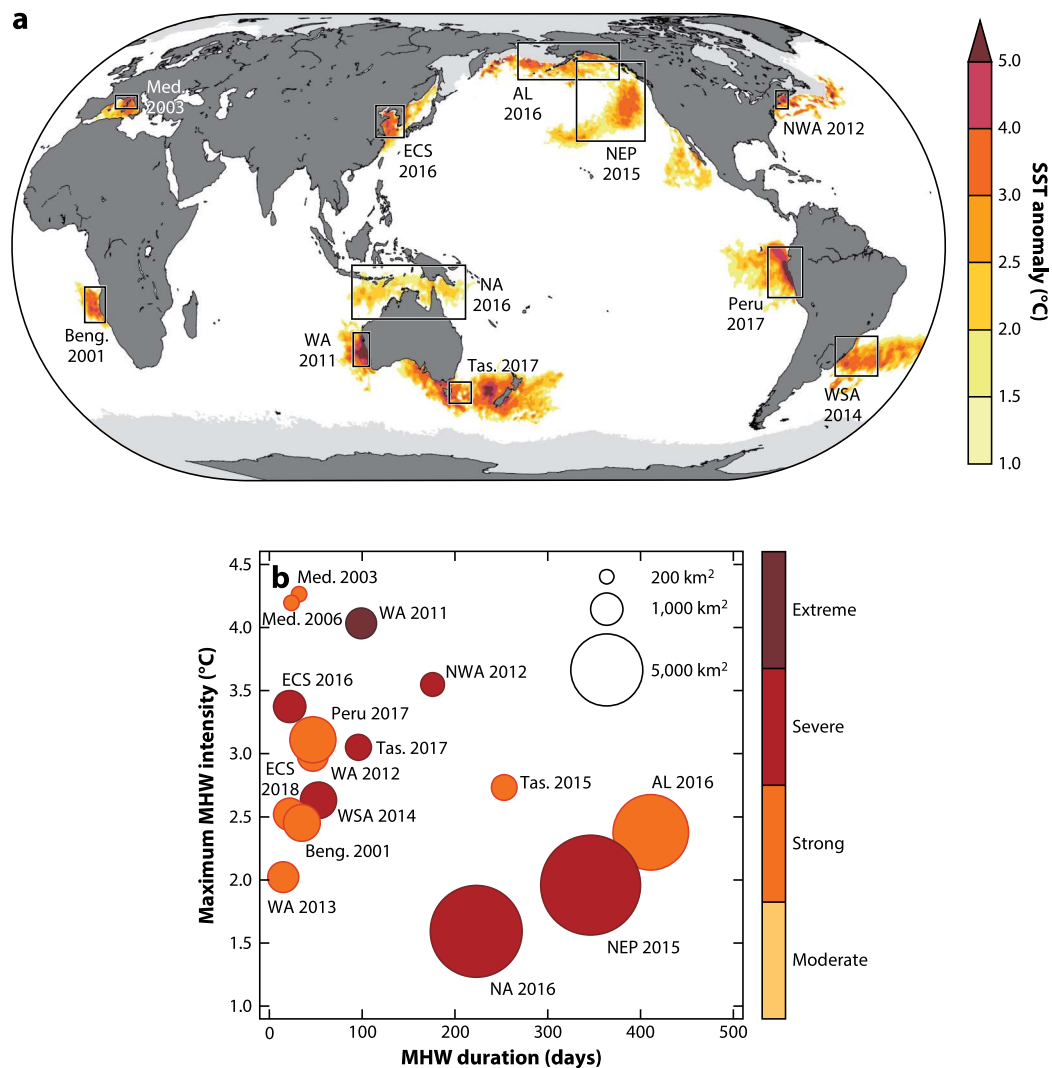 a
Med.
2003
ECS
2016
AL
2016
NEP
2015
NWA 2012
Beng.
2001
NA
2016
WA
2011
Tas. 2017
Peru
2017
WSA
2014
5.0
4.0
3.0
2.5
2.0
1.5
1.0
SST anomaly (°C)
b
Maximum MHW intensity (°C)
4.5
4.0
3.5
3.0
2.5
2.0
1.5
1.0
0
100
200
300
400
500
MHW duration (days)
Med. 2003
Med. 2006
WA 2011
NWA 2012
ECS 2016
Peru 2017
Tas. 2017
ECS
2018
WA 2012
WSA 2014
Beng. 2001
WA 2013
Tas. 2015
AL 2016
NEP 2015
NA 2016
200 km²
1,000 km²
5,000 km²
Extreme
Severe
Strong
Moderate